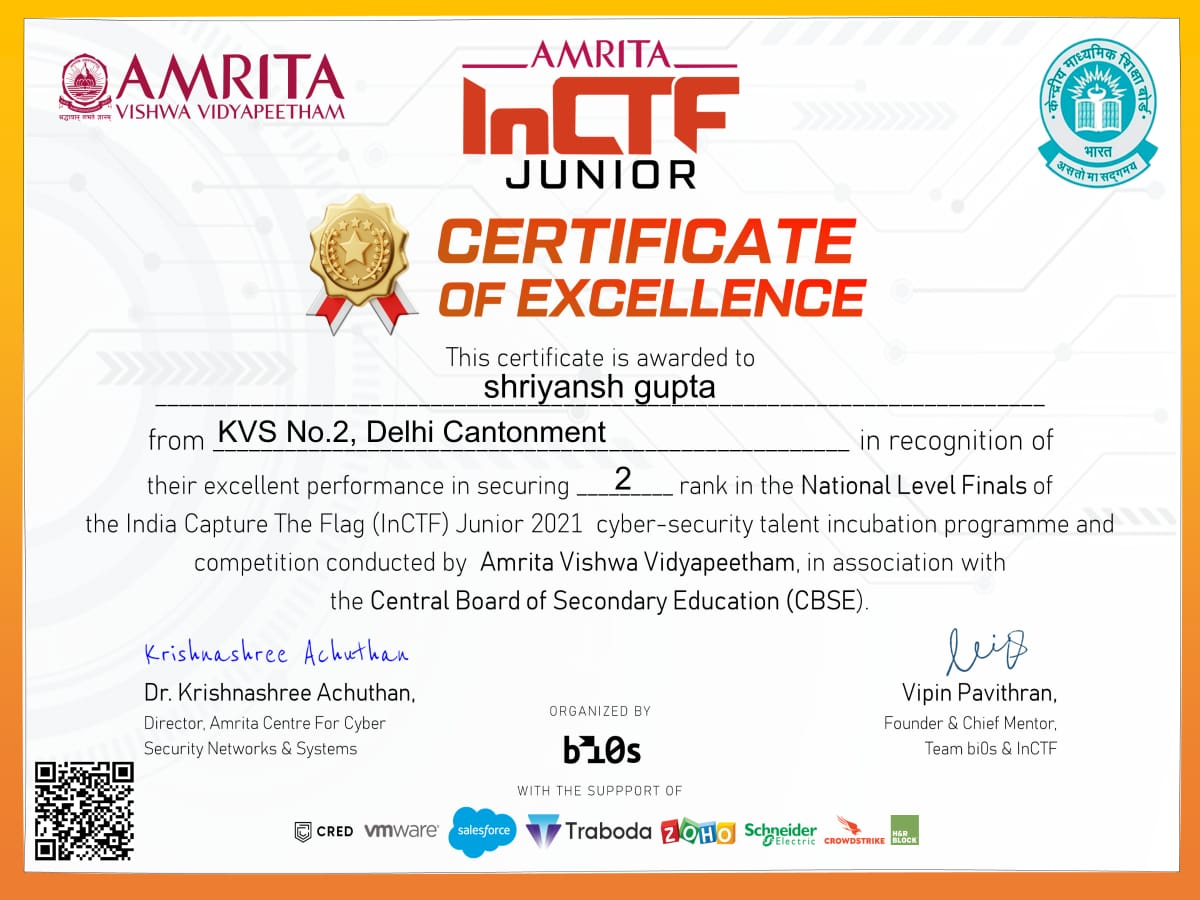 AMRITA
VISHWA VIDYAPEETHAM
श्रद्धावान् लभते ज्ञानम्
AMRITA
InCTF
JUNIOR
केन्द्रीय माध्यमिक शिक्षा बोर्ड
भारत
असतो मा सद्गमय
CERTIFICATE
OF EXCELLENCE
This certificate is awarded to
shriyansh gupta
from KVS No.2, Delhi Cantonment in recognition of
their excellent performance in securing 2 rank in the National Level Finals of
the India Capture The Flag (InCTF) Junior 2021 cyber-security talent incubation programme and
competition conducted by Amrita Vishwa Vidyapeetham, in association with
the Central Board of Secondary Education (CBSE).
Krishnashree Achuthan
Dr. Krishnashree Achuthan,
Director, Amrita Centre For Cyber
Security Networks & Systems
Vipin Pavithran,
Founder & Chief Mentor,
Team bi0s & InCTF
ORGANIZED BY
bi0s
WITH THE SUPPPORT OF
CRED vmware salesforce Traboda ZOHO Schneider Electric CROWDSTRIKE H&R BLOCK